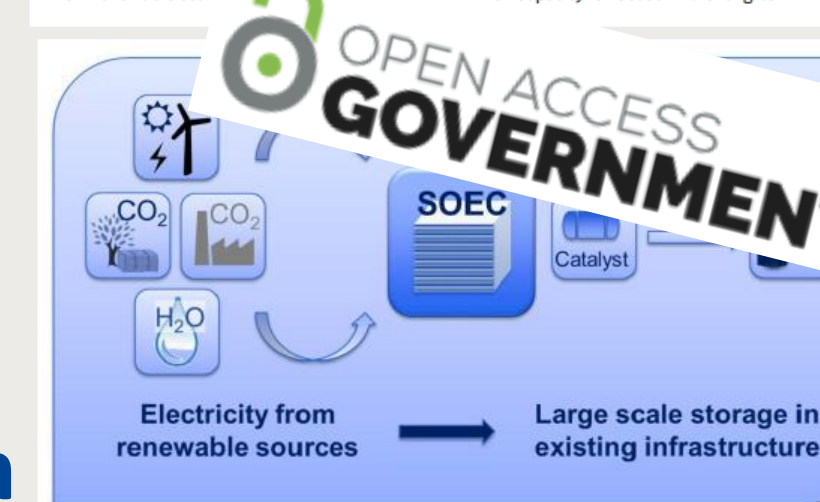 OPEN ACCESS
GOVERNMENT
CO2
CO2
H2O
SOEC
Catalyst
Electricity from
renewable sources
Large scale storage in
existing infrastructure